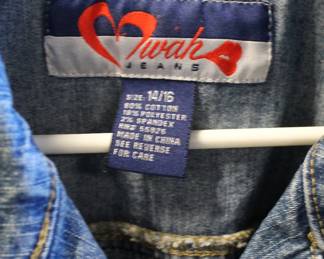 Mwah
JEANS
SIZE: 14/16
80% COTTON
18% POLYESTER
2% SPANDEX
RN# 55825
MADE IN CHINA
SEE REVERSE
FOR CARE